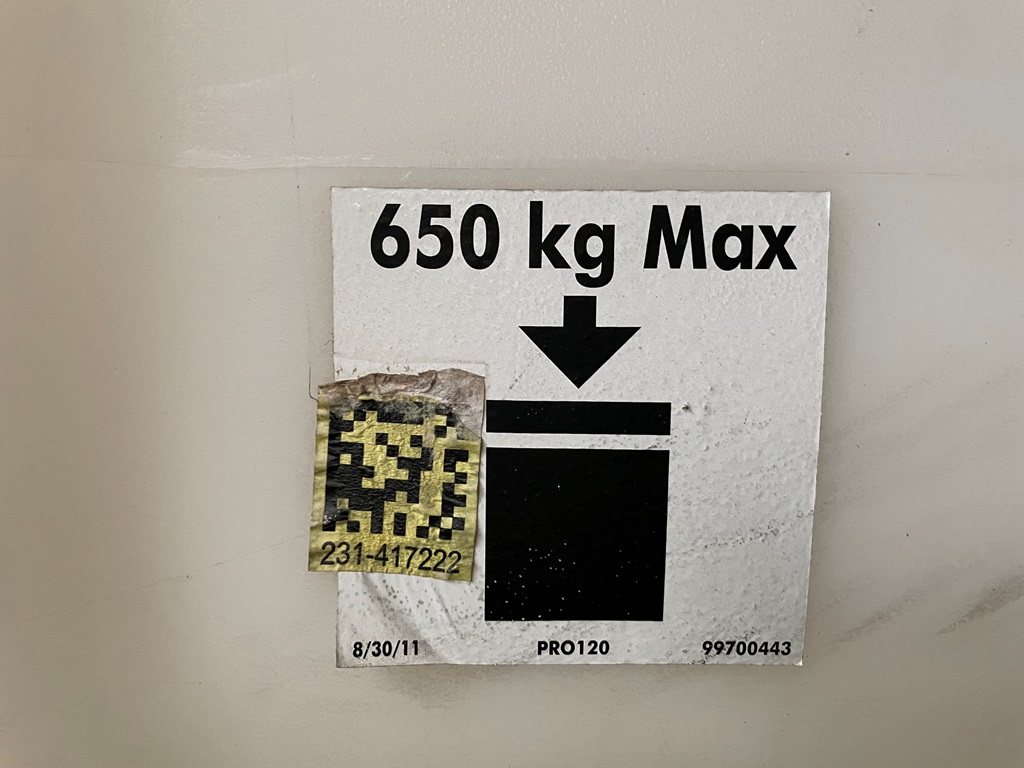 650 kg Max
231-417222
8/30/11 PRO120 99700443